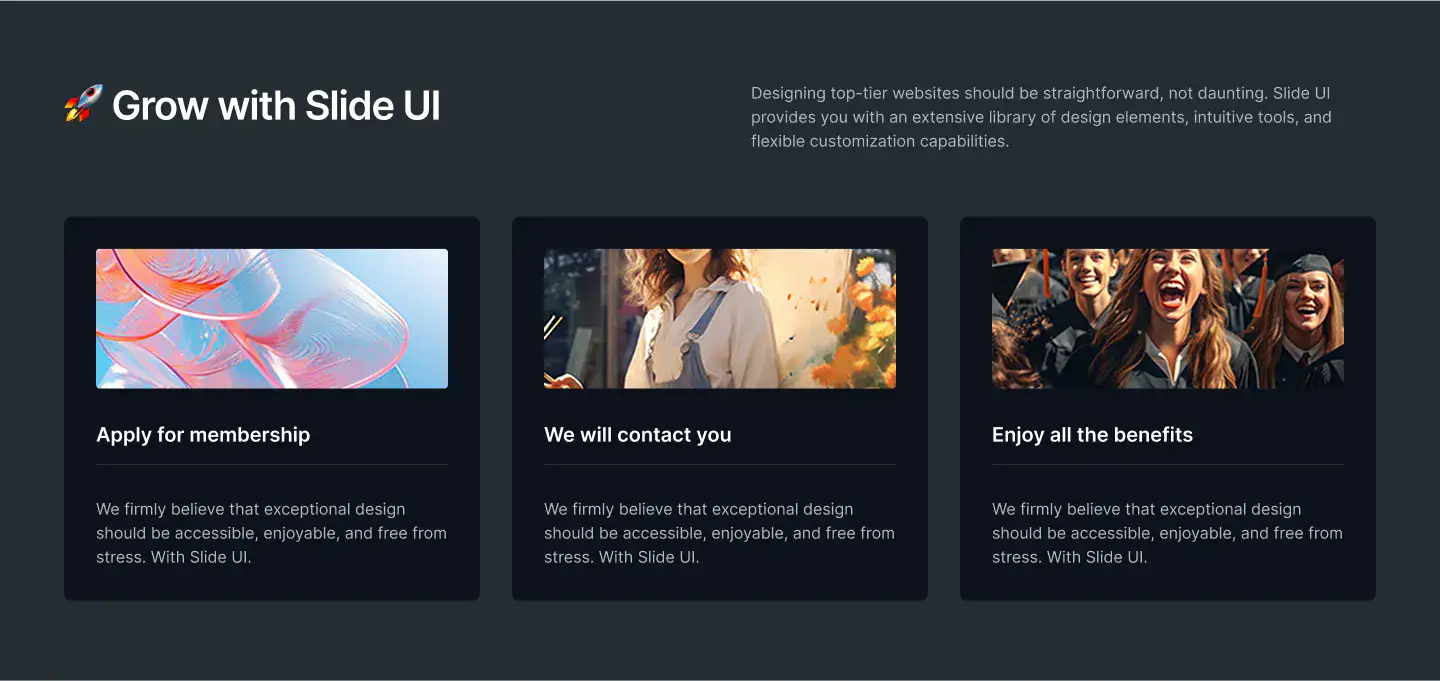 🚀 Grow with Slide UI
Designing top-tier websites should be straightforward, not daunting. Slide UI
provides you with an extensive library of design elements, intuitive tools, and
flexible customization capabilities.
Apply for membership
We firmly believe that exceptional design
should be accessible, enjoyable, and free from
stress. With Slide UI.
We will contact you
We firmly believe that exceptional design
should be accessible, enjoyable, and free from
stress. With Slide UI.
Enjoy all the benefits
We firmly believe that exceptional design
should be accessible, enjoyable, and free from
stress. With Slide UI.